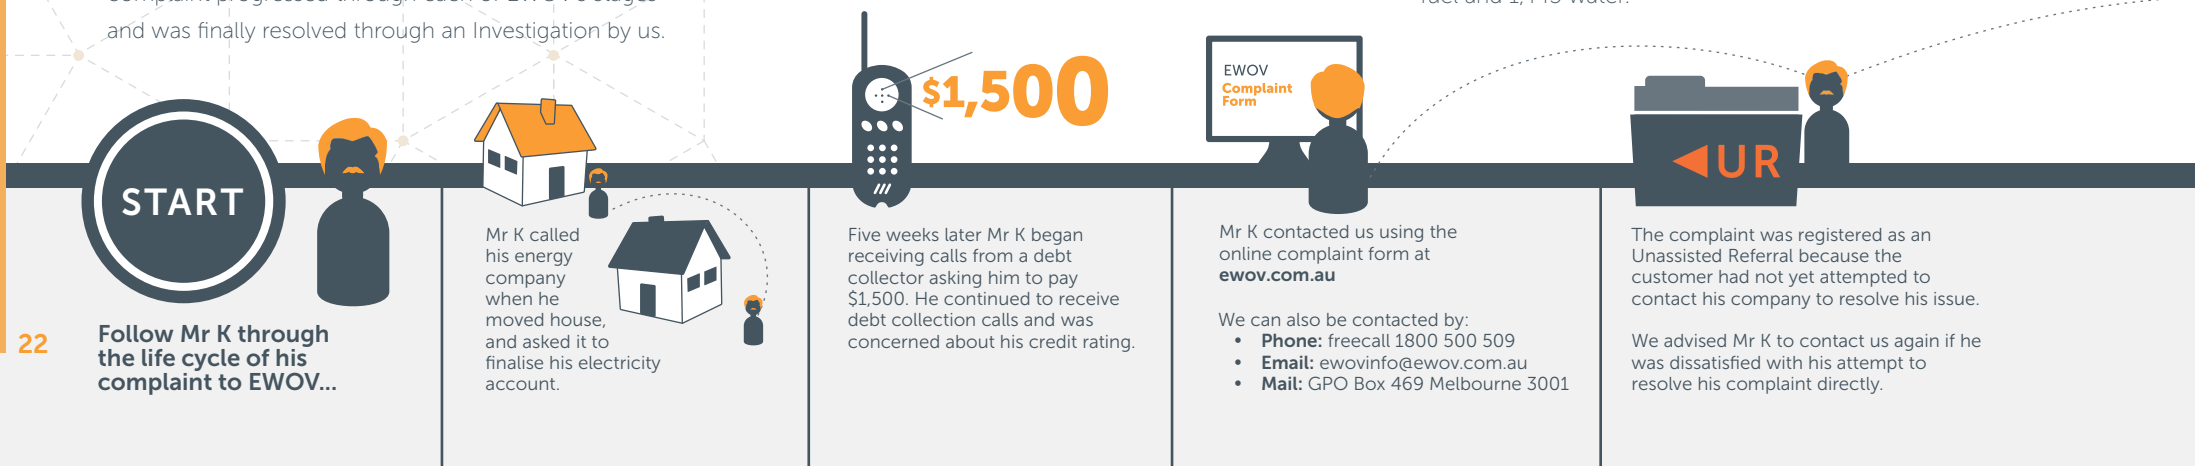 and was finally resolved through an Investigation by us.
START
22
Follow Mr K through
the life cycle of his
complaint to EWOV...
Mr K called
his energy
company
when he
moved house,
and asked it to
finalise his electricity
account.
$1,500
Five weeks later Mr K began
receiving calls from a debt
collector asking him to pay
$1,500. He continued to receive
debt collection calls and was
concerned about his credit rating.
EWOV
Complaint
Form
Mr K contacted us using the
online complaint form at
ewov.com.au
We can also be contacted by:
• Phone: freecall 1800 500 509
• Email: ewovinfo@ewov.com.au
• Mail: GPO Box 469 Melbourne 3001
UR
The complaint was registered as an
Unassisted Referral because the
customer had not yet attempted to
contact his company to resolve his issue.
We advised Mr K to contact us again if he
was dissatisfied with his attempt to
resolve his complaint directly.